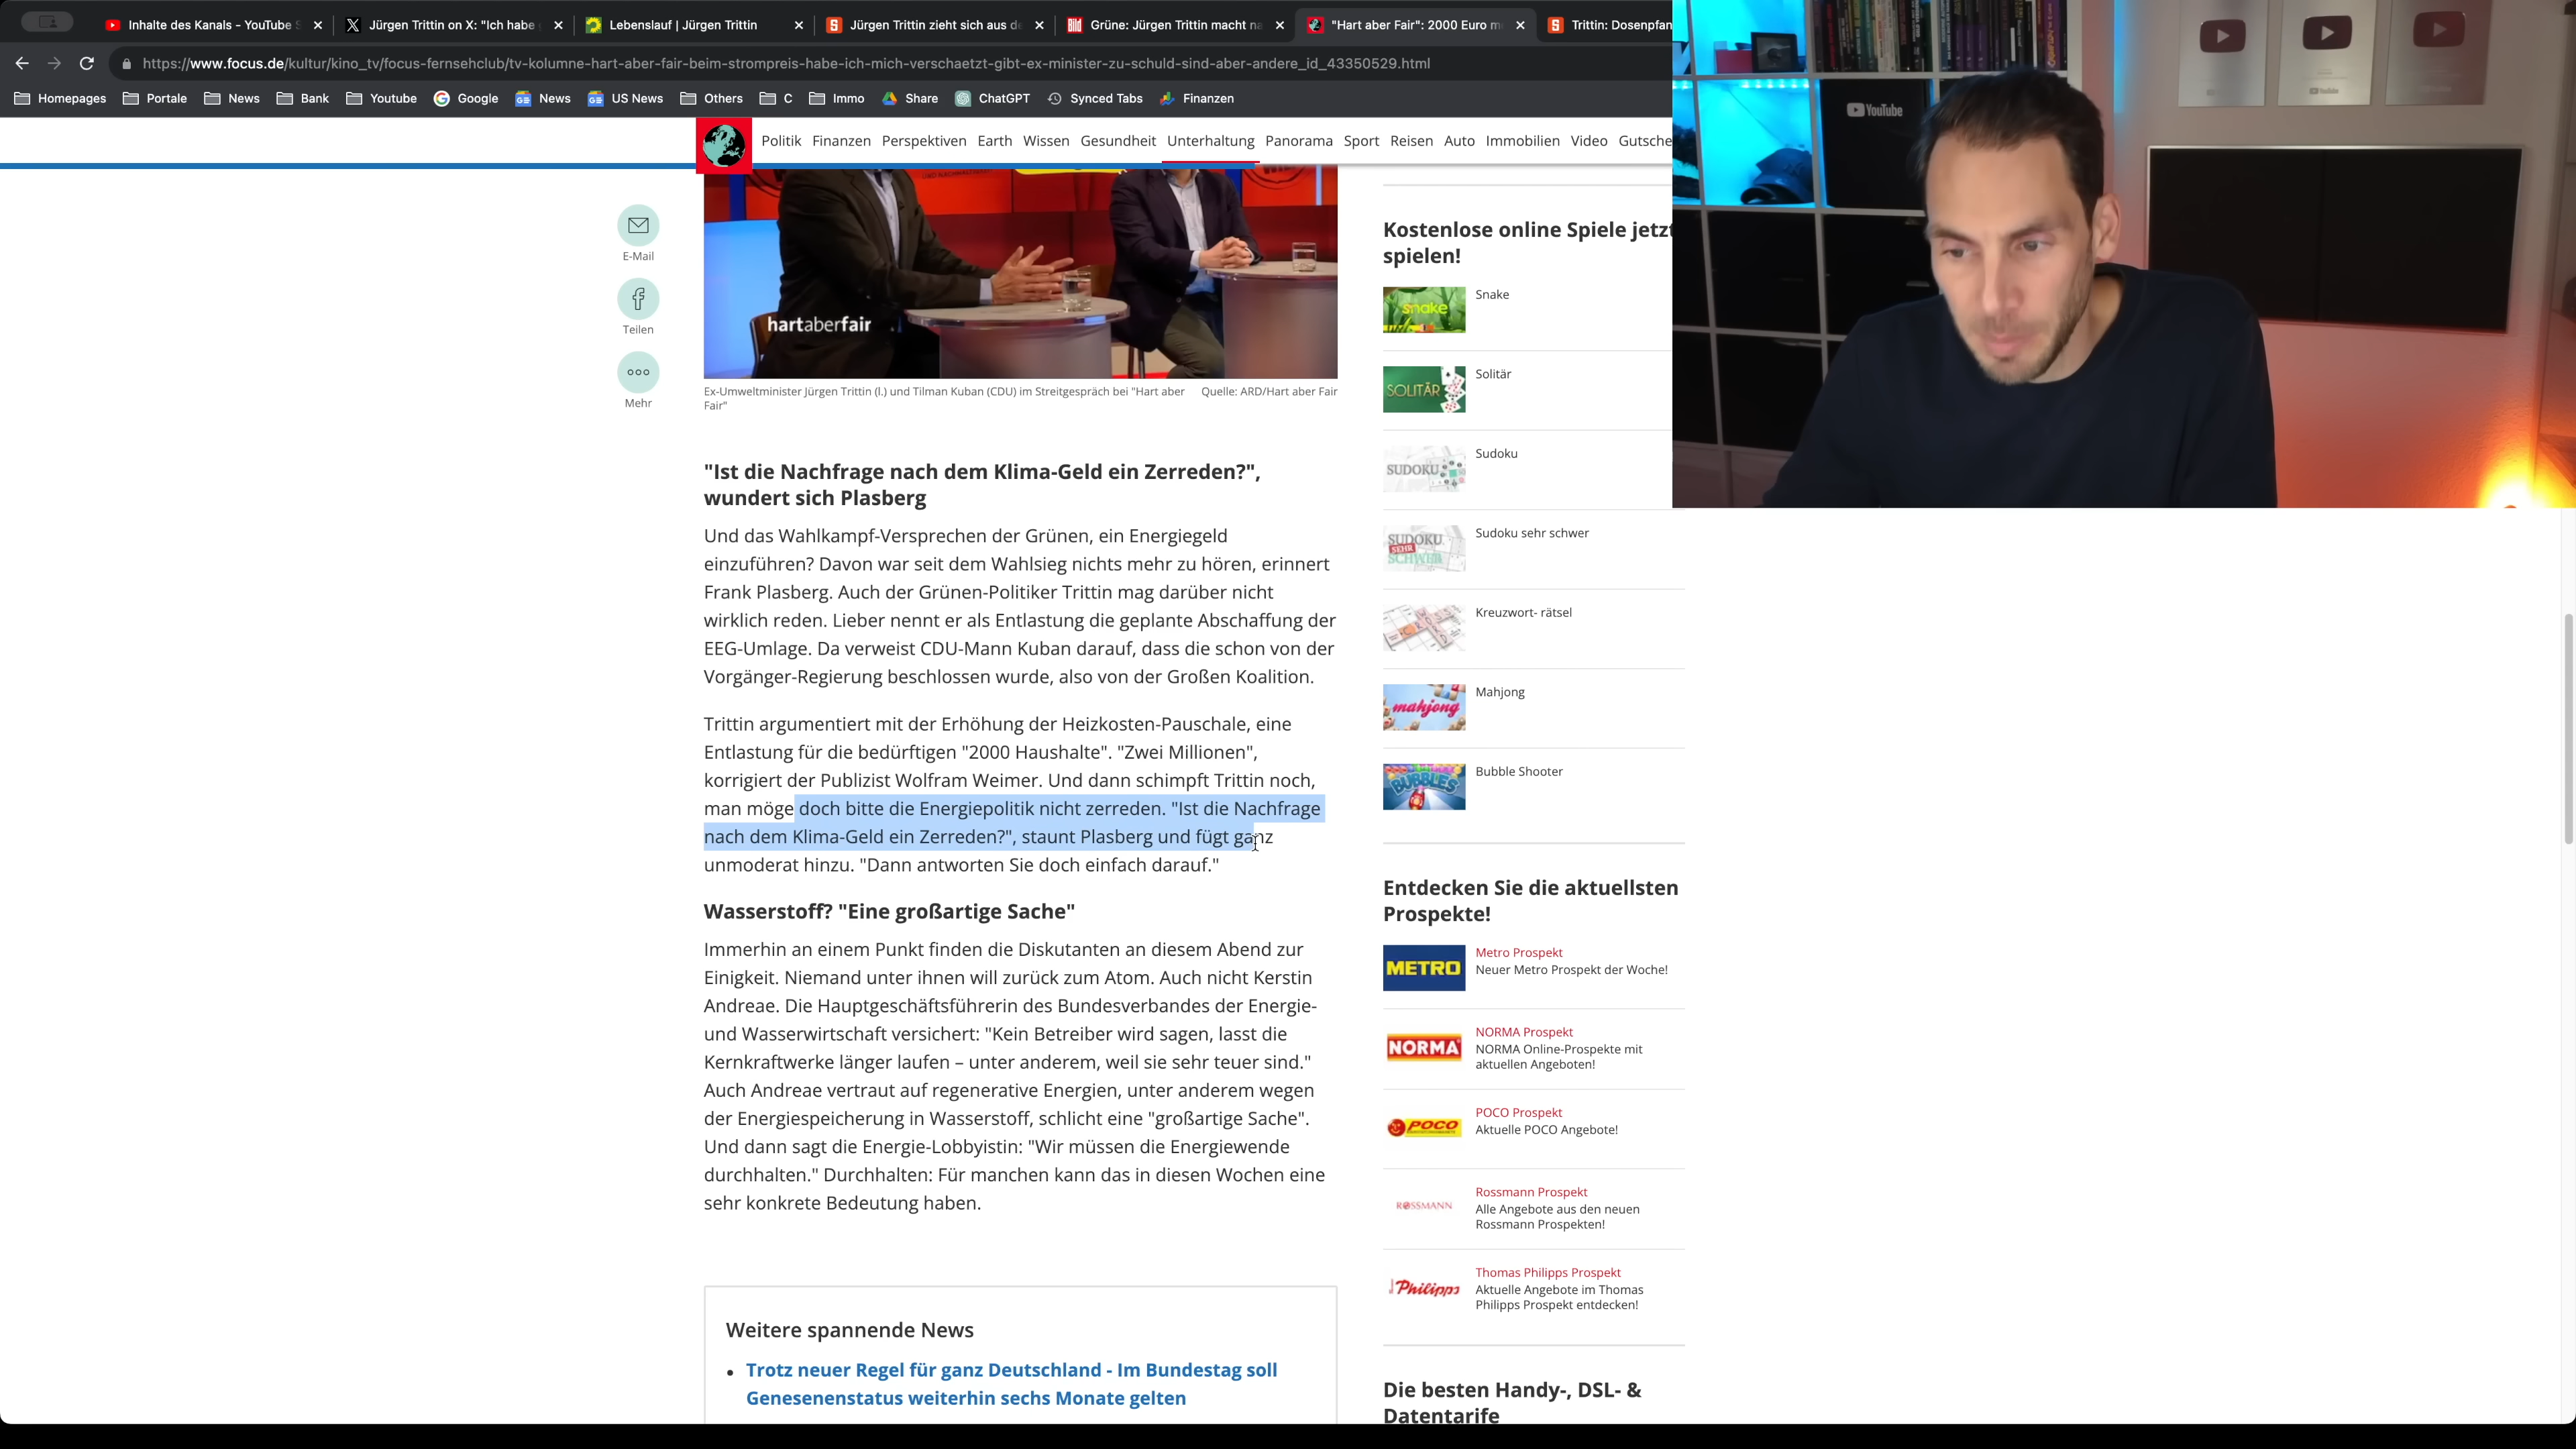 Inhalte des Kanals - YouTube S
Jürgen Trittin on X: "Ich habe
Lebenslauf | Jürgen Trittin
Jürgen Trittin zieht sich aus de
Grüne: Jürgen Trittin macht na
"Hart aber Fair": 2000 Euro m
Trittin: Dosenpfan
https://www.focus.de/kultur/kino_tv/focus-fernsehclub/tv-kolumne-hart-aber-fair-beim-strompreis-habe-ich-mich-verschaetzt-gibt-ex-minister-zu-schuld-sind-aber-andere_id_43350529.html
Homepages
Portale
News
Bank
Youtube
Google
News
US News
Others
C
Immo
Share
ChatGPT
Synced Tabs
Finanzen
Politik Finanzen Perspektiven Earth Wissen Gesundheit Unterhaltung Panorama Sport Reisen Auto Immobilien Video Gutsche
YouTube
E-Mail
Teilen
Mehr
hartaberfair
Ex-Umweltminister Jürgen Trittin (l.) und Tilman Kuban (CDU) im Streitgespräch bei "Hart aber
Fair"
Quelle: ARD/Hart aber Fair
"Ist die Nachfrage nach dem Klima-Geld ein Zerreden?",
wundert sich Plasberg
Und das Wahlkampf-Versprechen der Grünen, ein Energiegeld
einzuführen? Davon war seit dem Wahlsieg nichts mehr zu hören, erinnert
Frank Plasberg. Auch der Grünen-Politiker Trittin mag darüber nicht
wirklich reden. Lieber nennt er als Entlastung die geplante Abschaffung der
EEG-Umlage. Da verweist CDU-Mann Kuban darauf, dass die schon von der
Vorgänger-Regierung beschlossen wurde, also von der Großen Koalition.
Trittin argumentiert mit der Erhöhung der Heizkosten-Pauschale, eine
Entlastung für die bedürftigen "2000 Haushalte". "Zwei Millionen",
korrigiert der Publizist Wolfram Weimer. Und dann schimpft Trittin noch,
man möge doch bitte die Energiepolitik nicht zerreden. "Ist die Nachfrage
nach dem Klima-Geld ein Zerreden?", staunt Plasberg und fügt ganz
unmoderat hinzu. "Dann antworten Sie doch einfach darauf."
Wasserstoff? "Eine großartige Sache"
Immerhin an einem Punkt finden die Diskutanten an diesem Abend zur
Einigkeit. Niemand unter ihnen will zurück zum Atom. Auch nicht Kerstin
Andreae. Die Hauptgeschäftsführerin des Bundesverbandes der Energie-
und Wasserwirtschaft versichert: "Kein Betreiber wird sagen, lasst die
Kernkraftwerke länger laufen – unter anderem, weil sie sehr teuer sind."
Auch Andreae vertraut auf regenerative Energien, unter anderem wegen
der Energiespeicherung in Wasserstoff, schlicht eine "großartige Sache".
Und dann sagt die Energie-Lobbyistin: "Wir müssen die Energiewende
durchhalten." Durchhalten: Für manchen kann das in diesen Wochen eine
sehr konkrete Bedeutung haben.
Weitere spannende News
Trotz neuer Regel für ganz Deutschland - Im Bundestag soll
Genesenenstatus weiterhin sechs Monate gelten
Kostenlose online Spiele jetzt
spielen!
snake
Snake
SOLITÄR
Solitär
SUDOKU
Sudoku
SUDOKU
SEHR
SCHWER
Sudoku sehr schwer
Kreuzwort- rätsel
mahjong
Mahjong
BUBBLES
Bubble Shooter
Entdecken Sie die aktuellsten
Prospekte!
METRO
Metro Prospekt
Neuer Metro Prospekt der Woche!
NORMA
NORMA Prospekt
NORMA Online-Prospekte mit
aktuellen Angeboten!
POCO
POCO Prospekt
Aktuelle POCO Angebote!
ROSSMANN
Rossmann Prospekt
Alle Angebote aus den neuen
Rossmann Prospekten!
Philipps
Thomas Philipps Prospekt
Aktuelle Angebote im Thomas
Philipps Prospekt entdecken!
Die besten Handy-, DSL- &
Datentarife